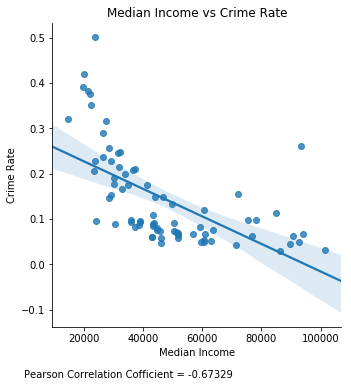 Median Income vs Crime Rate
0.5
0.4
0.3
0.2
0.1
0.0
−0.1
Crime Rate
20000 40000 60000 80000 100000
Median Income
Pearson Correlation Cofficient = -0.67329